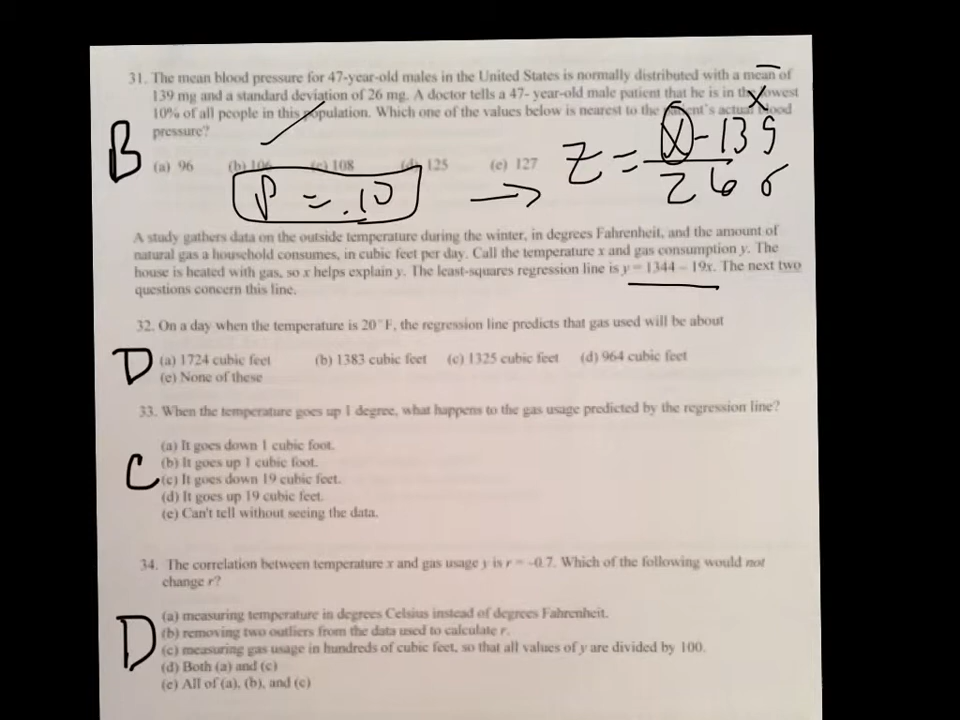 31. The mean blood pressure for 47-year-old males in the United States is normally distributed with a mean of
139 mg and a standard deviation of 26 mg. A doctor tells a 47- year-old male patient that he is in the lowest
10% of all people in this population. Which one of the values below is nearest to the patient's actual blood
pressure?
B
(a) 96 (b) 106 (c) 108 (d) 125 (e) 127
P = .10
Z = X - 139
26
A study gathers data on the outside temperature during the winter, in degrees Fahrenheit, and the amount of
natural gas a household consumes, in cubic feet per day. Call the temperature x and gas consumption y. The
house is heated with gas, so x helps explain y. The least-squares regression line is y = 1344 – 19x. The next two
questions concern this line.
32. On a day when the temperature is 20°F, the regression line predicts that gas used will be about
D (a) 1724 cubic feet (b) 1383 cubic feet (c) 1325 cubic feet (d) 964 cubic feet
(e) None of these
33. When the temperature goes up 1 degree, what happens to the gas usage predicted by the regression line?
(a) It goes down 1 cubic foot.
(b) It goes up 1 cubic foot.
C (c) It goes down 19 cubic feet.
(d) It goes up 19 cubic feet.
(e) Can't tell without seeing the data.
34. The correlation between temperature x and gas usage y is r = -0.7. Which of the following would not
change r?
(a) measuring temperature in degrees Celsius instead of degrees Fahrenheit.
(b) removing two outliers from the data used to calculate r.
D (c) measuring gas usage in hundreds of cubic feet, so that all values of y are divided by 100.
(d) Both (a) and (c)
(e) All of (a), (b), and (c)